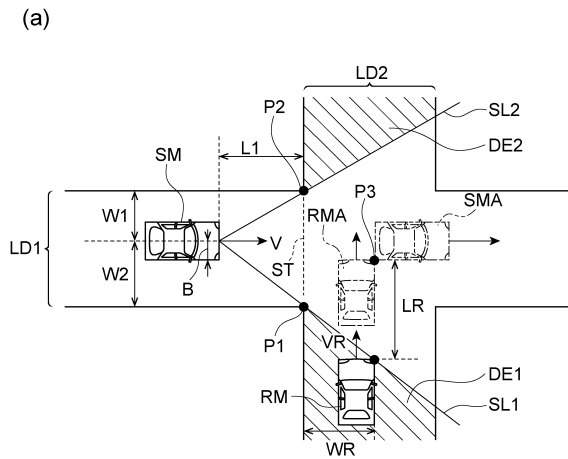 (a)
LD2
P2
SL2
L1
DE2
SM
P3
SMA
RMA
W1
LD1
V
W2
ST
B
LR
P1
VR
DE1
RM
SL1
WR